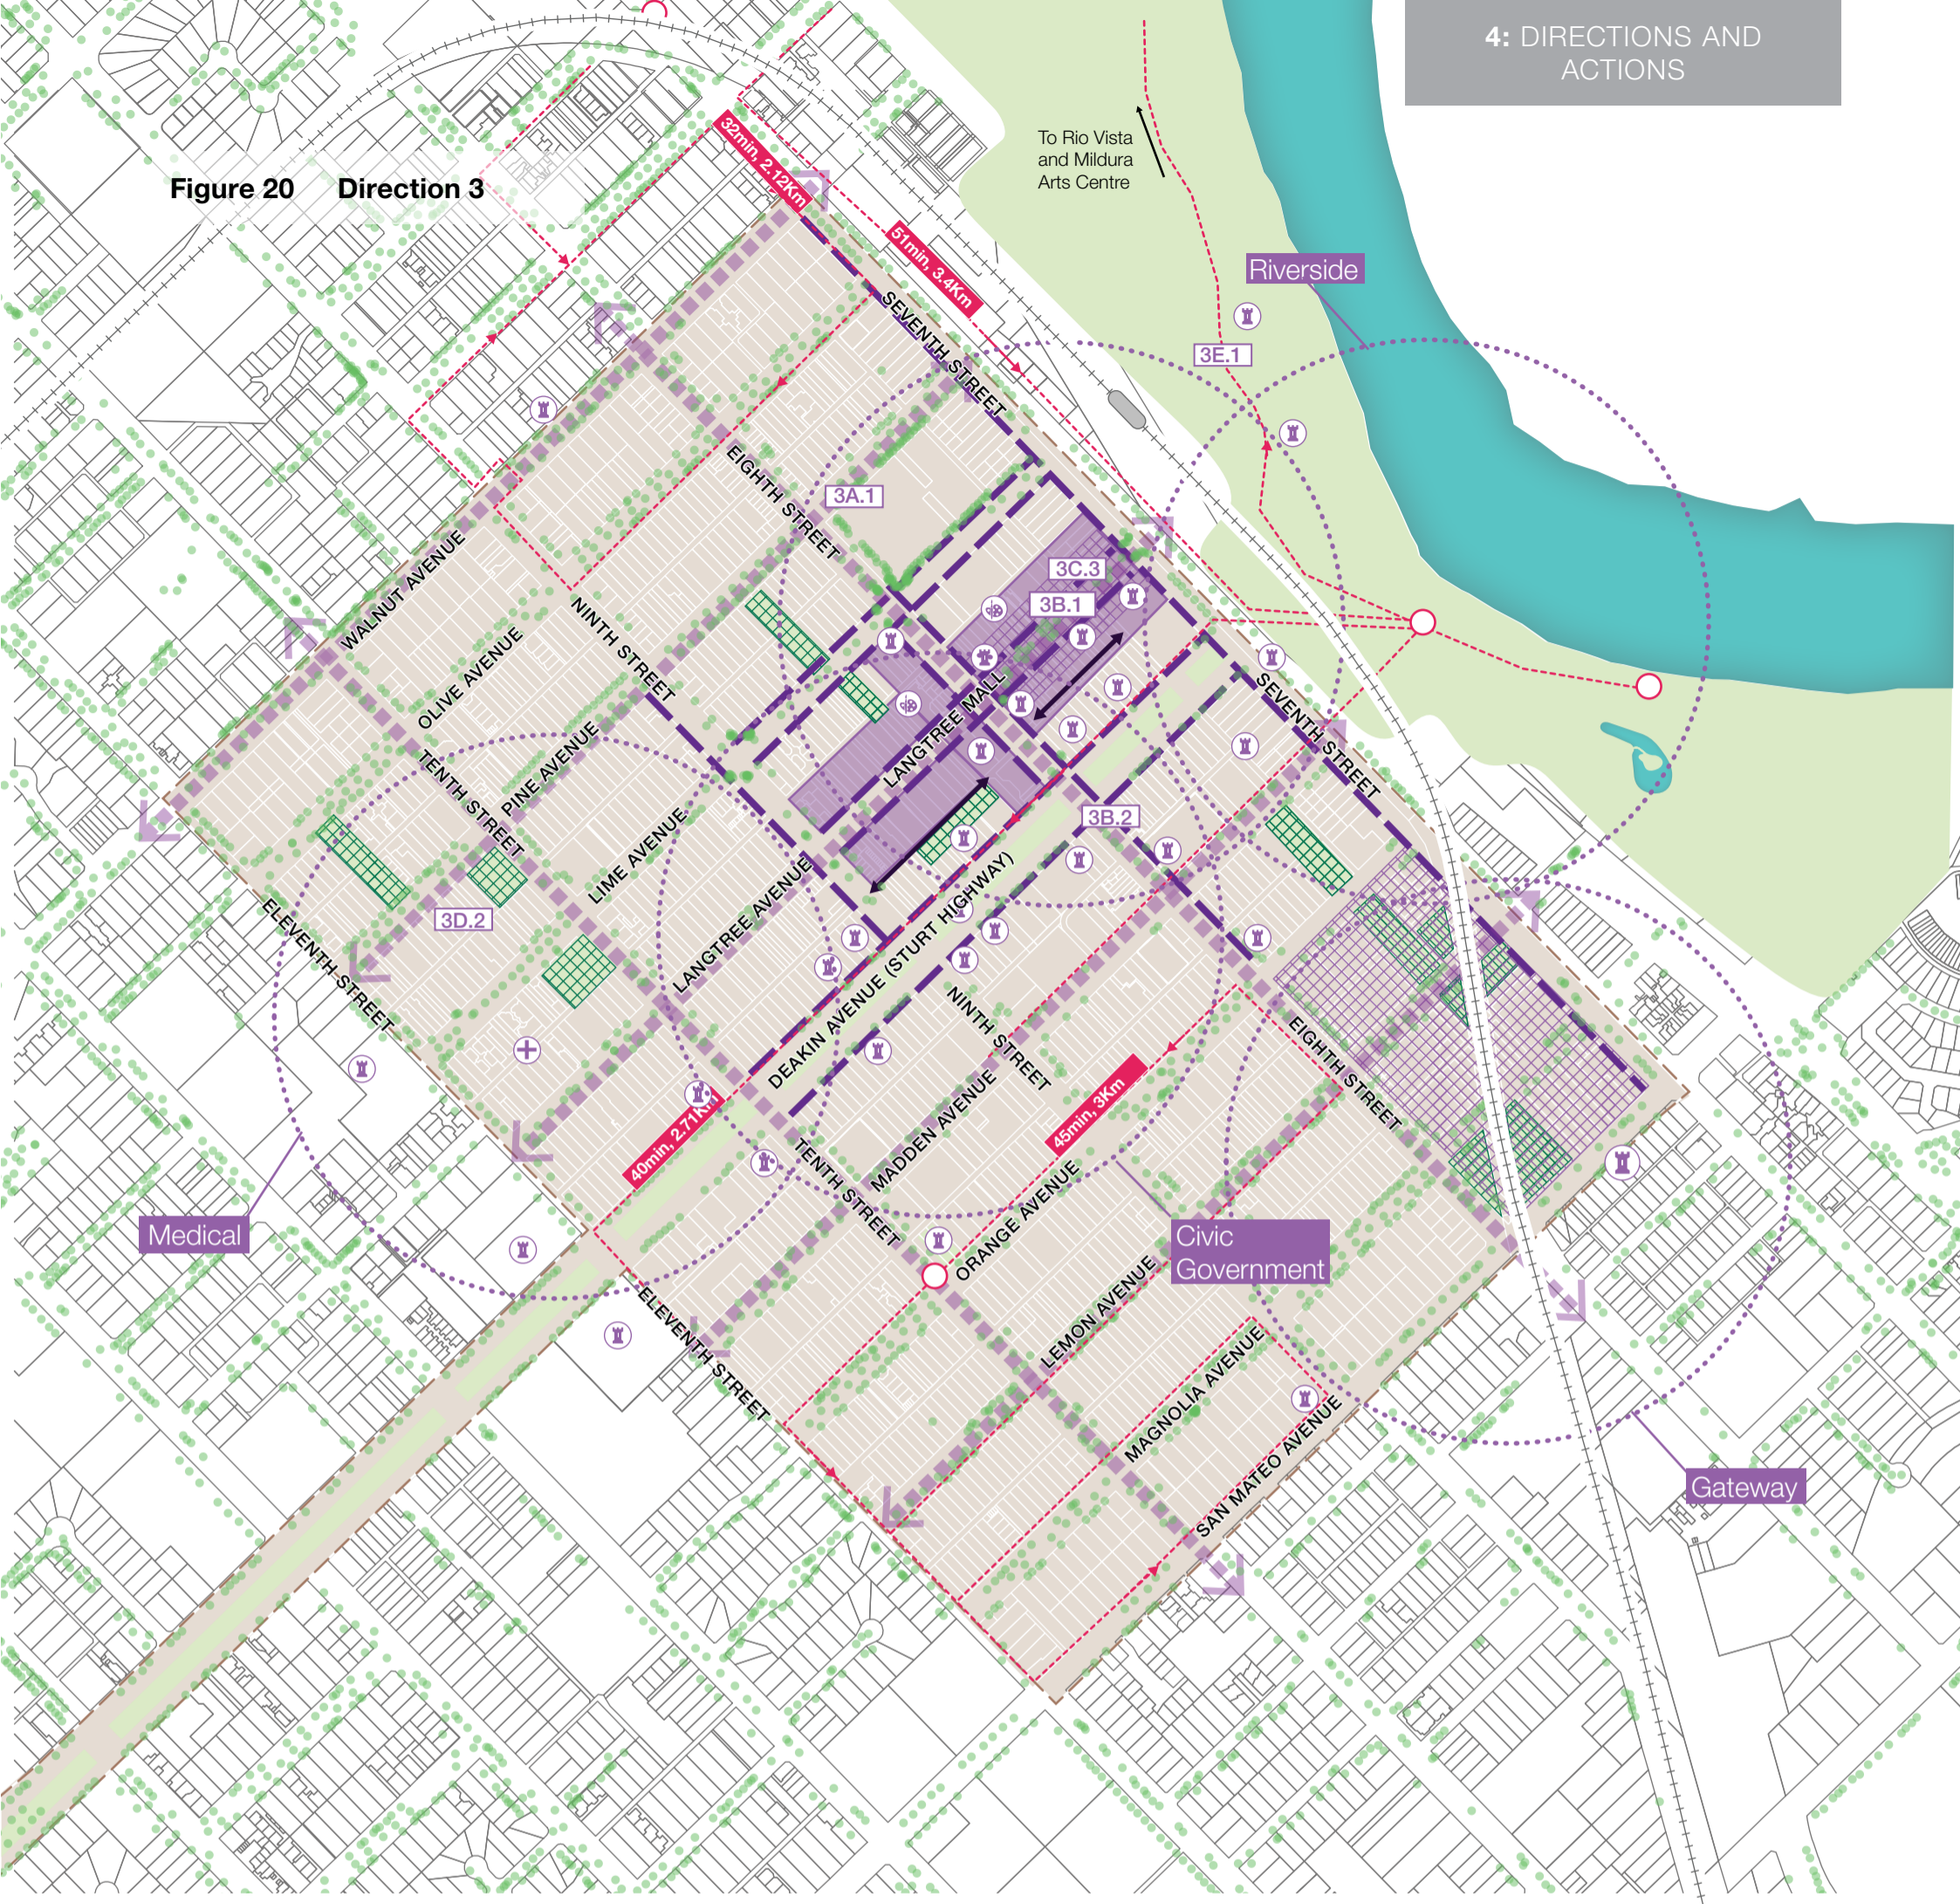 4: DIRECTIONS AND
ACTIONS
To Rio Vista
and Mildura
Arts Centre
Figure 20 Direction 3
32min, 2.12Km
51min, 3.4Km
Riverside
3E.1
SEVENTH STREET
EIGHTH STREET
3A.1
3C.3
3B.1
WALNUT AVENUE
NINTH STREET
OLIVE AVENUE
LANGTREE MALL
SEVENTH STREET
PINE AVENUE
TENTH STREET
3B.2
LIME AVENUE
3D.2
LANGTREE AVENUE
ELEVENTH STREET
DEAKIN AVENUE (STURT HIGHWAY)
NINTH STREET
EIGHTH STREET
40min, 2.71Km
45min, 3Km
MADDEN AVENUE
TENTH STREET
ORANGE AVENUE
Medical
Civic
Government
LEMON AVENUE
ELEVENTH STREET
MAGNOLIA AVENUE
SAN MATEO AVENUE
Gateway